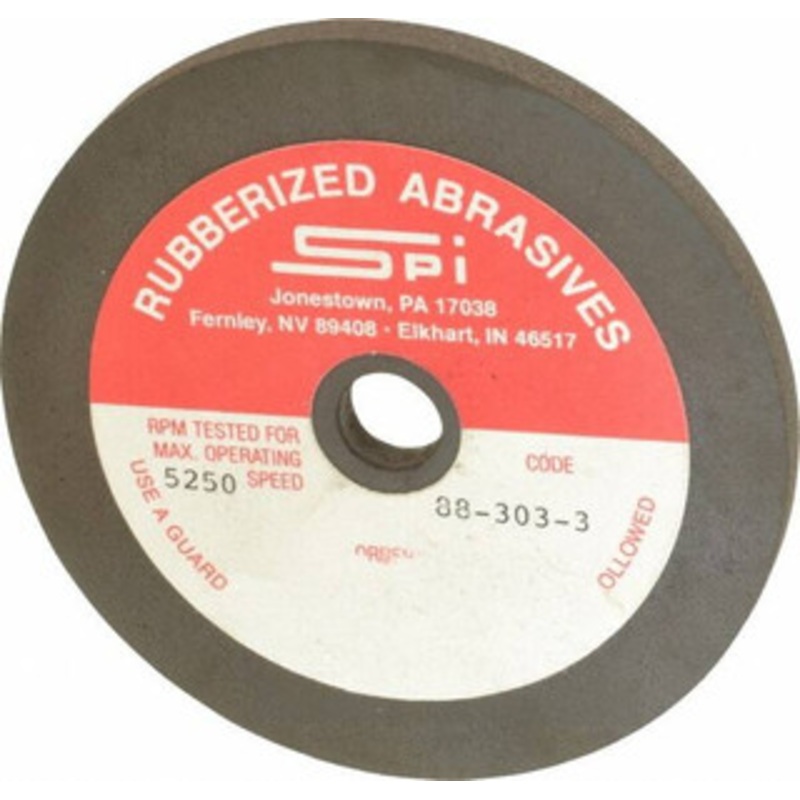 RUBBERIZED ABRASIVES
SPi
Jonestown, PA 17038
Fernley, NV 89408 · Elkhart, IN 46517
RPM TESTED FOR
MAX. OPERATING
5250 SPEED
CODE
88-303-3
USE A GUARD
OLLOWED